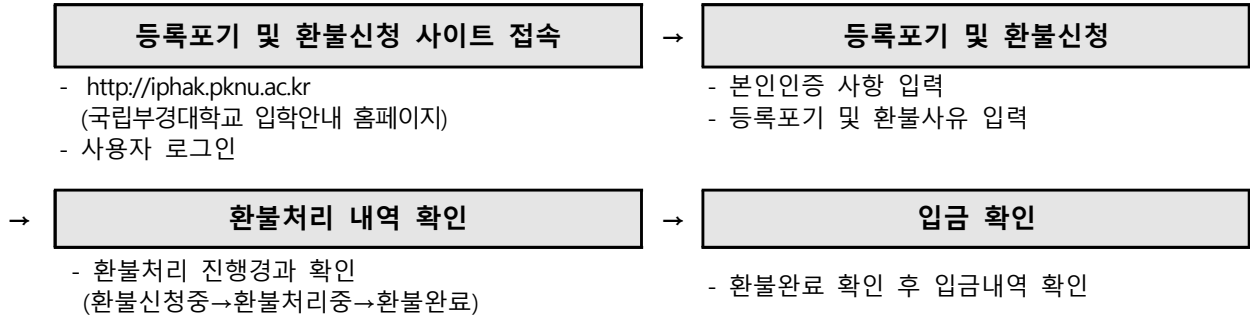 등록포기 및 환불신청 사이트 접속 → 등록포기 및 환불신청
- http://iphak.pknu.ac.kr
(국립부경대학교 입학안내 홈페이지)
- 사용자 로그인
- 본인인증 사항 입력
- 등록포기 및 환불사유 입력
→ 환불처리 내역 확인 → 입금 확인
- 환불처리 진행경과 확인
(환불신청중→환불처리중→환불완료)
- 환불완료 확인 후 입금내역 확인